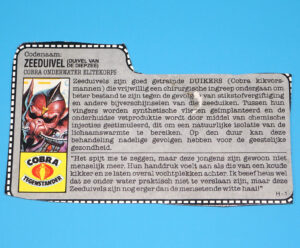 Codenaam:
ZEEDUIVEL (DUIVEL VAN DE DIEPZEE)
COBRA ONDERWATER ELITEKORPS
Zeeduivels zijn goed getrainde DUIKERS (Cobra kikvors-
mannen) die vrijwillig een chirurgische ingreep ondergaan om
beter bestand te zijn tegen de gevolgen van stikstofvergiftiging
en andere bijverschijnselen van die zeeduiken. Tussen hun
vingers worden synthetische vliezen geïmplanteerd en de
onderhuidse vetproduktie wordt door middel van chemische
injecties gestimuleerd, dit om een natuurlijke isolatie van de
lichaamswarmte te bereiken. Op den duur kan deze
behandeling nadelige gevolgen hebben voor de geestelijke
gezondheid.
"Het spijt me te zeggen, maar deze jongens zijn gewoon niet
menselijk meer. Hun handdruk voelt aan als die van een koude
kikker en ze laten overal vochtplekken achter. Ik besef heus wel
dat ze onder water praktisch niet te verslaan zijn, maar deze
Zeeduivels zijn nog erger dan de mensetende witte haai!"
COBRA
TEGENSTANDER